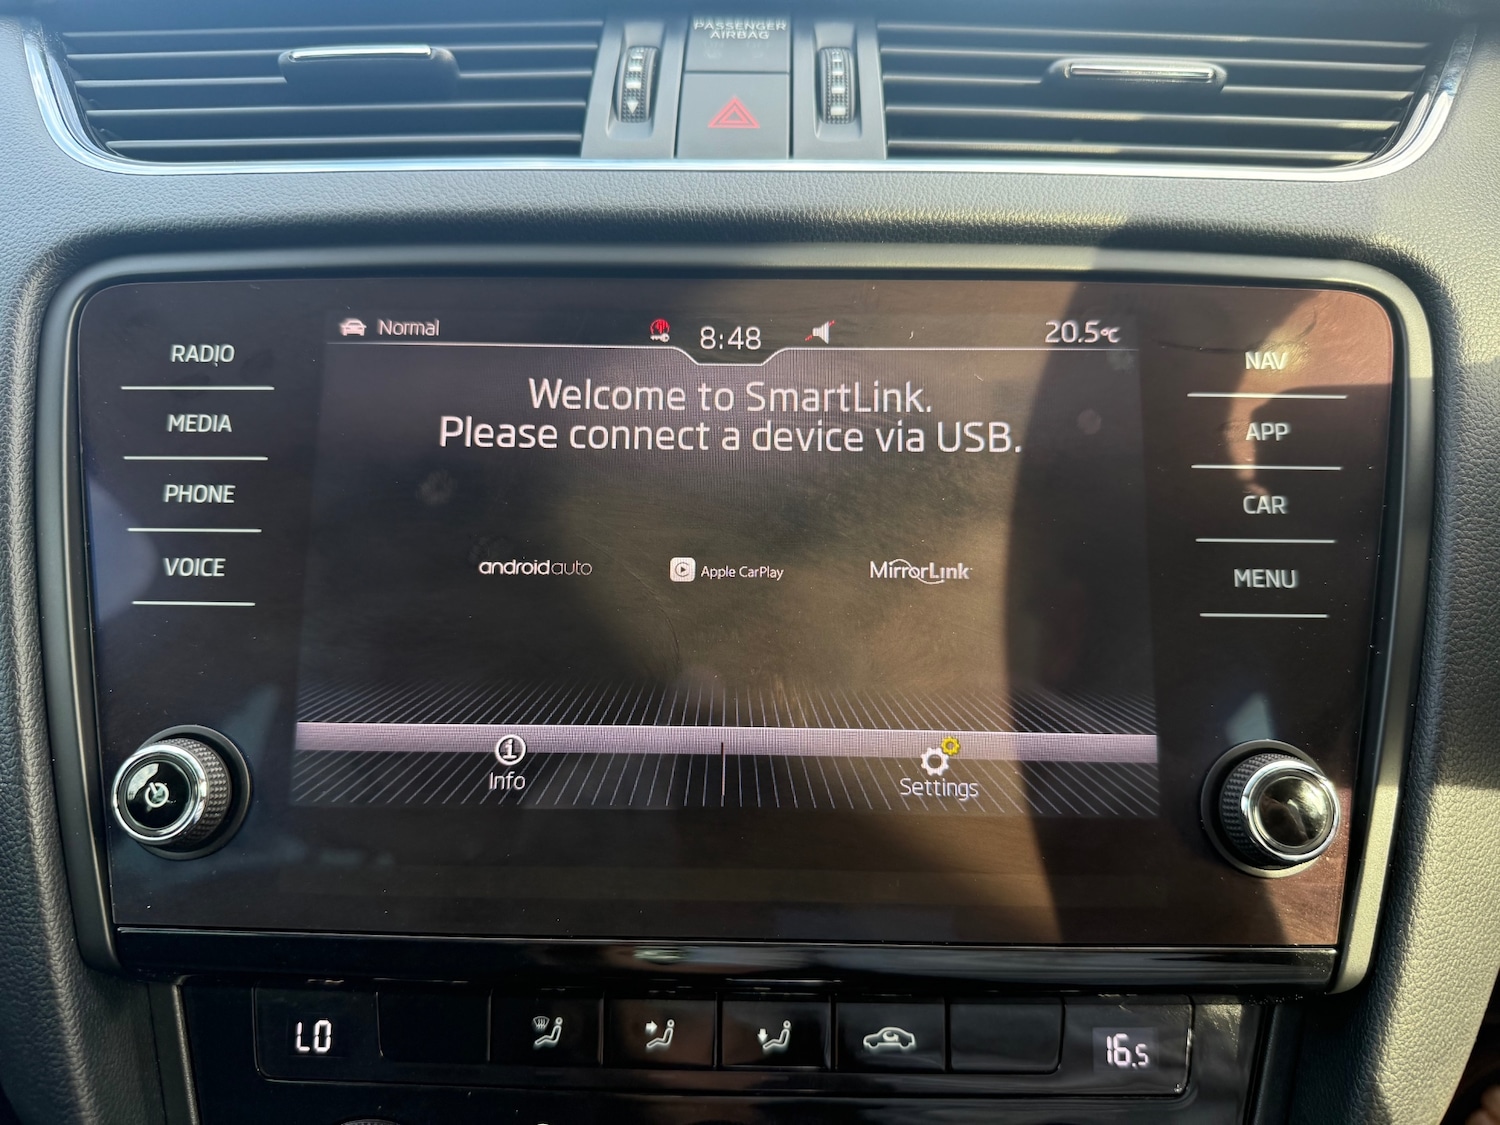 PASSENGER
AIRBAG
Normal
8:48
20.5°C
RADIO
MEDIA
PHONE
VOICE
Welcome to SmartLink.
Please connect a device via USB.
androidauto
Apple CarPlay
MirrorLink
Info
Settings
NAV
APP
CAR
MENU
LO
16.5